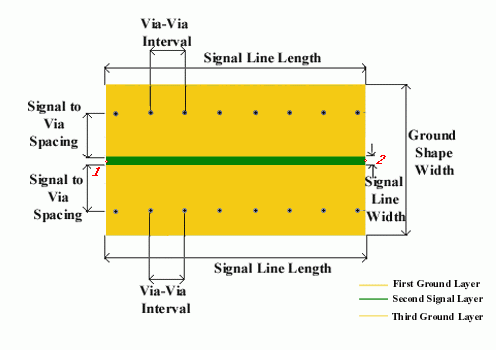 Via-Via
Interval
Signal Line Length
Signal to
Via
Spacing
Ground
Shape
Width
1
2
Signal to
Via
Spacing
Signal
Line
Width
Signal Line Length
Via-Via
Interval
First Ground Layer
Second Signal Layer
Third Ground Layer